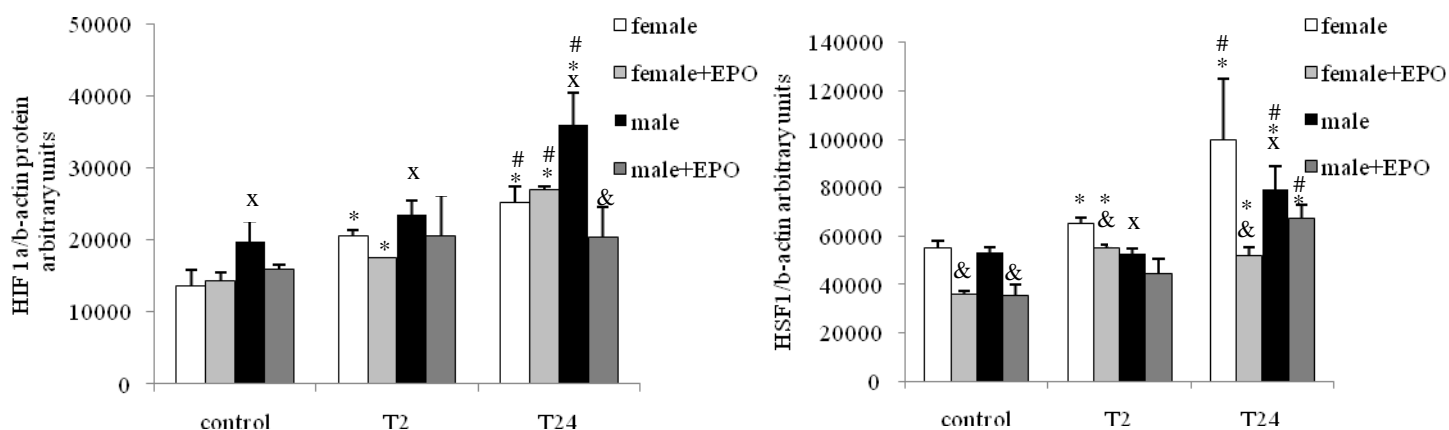 HIF1a/b-actin protein
arbitrary units
50000
40000
30000
20000
10000
0
control
T2
T24
x
*
*
x
#
*
#
*
#
*
x
&
female
female+EPO
male
male+EPO
HSF1/b-actin arbitrary units
140000
120000
100000
80000
60000
40000
20000
0
control
T2
T24
&
&
*
*
&
x
#
*
*
&
#
*
x
#
*
female
female+EPO
male
male+EPO